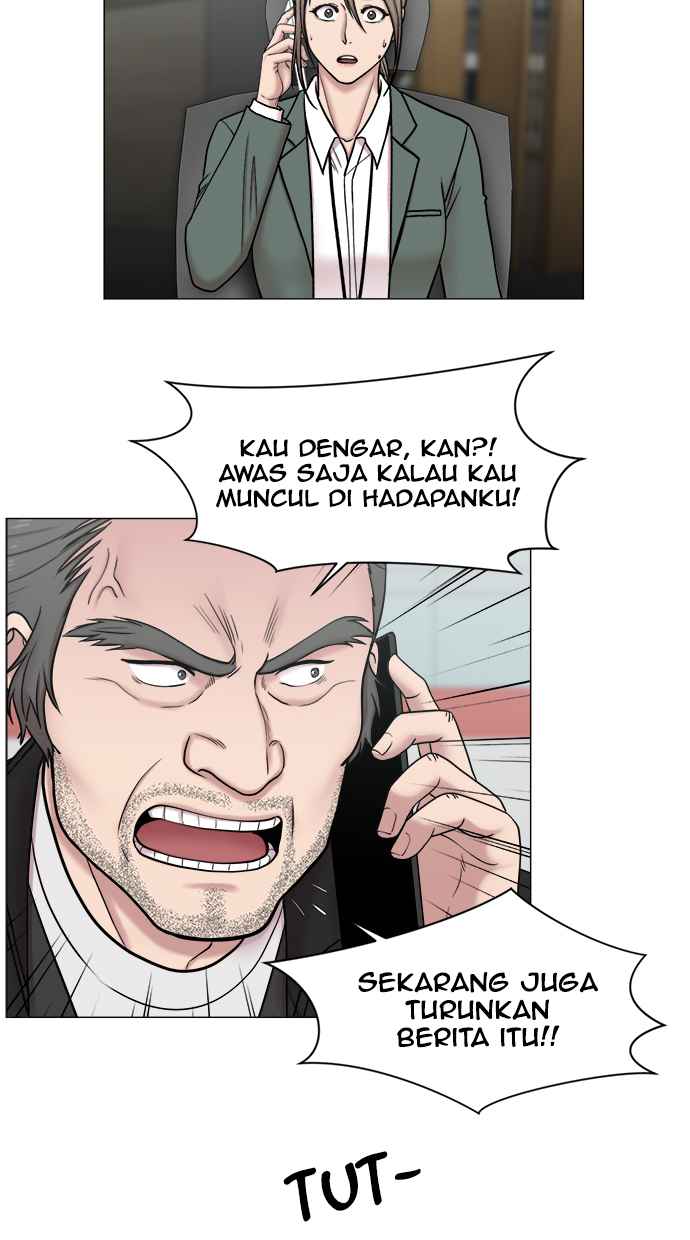 KAU DENGAR, KAN?!
AWAS SAJA KALAU KAU
MUNCUL DI HADAPANKU!
SEKARANG JUGA
TURUNKAN
BERITA ITU!!
TUT-